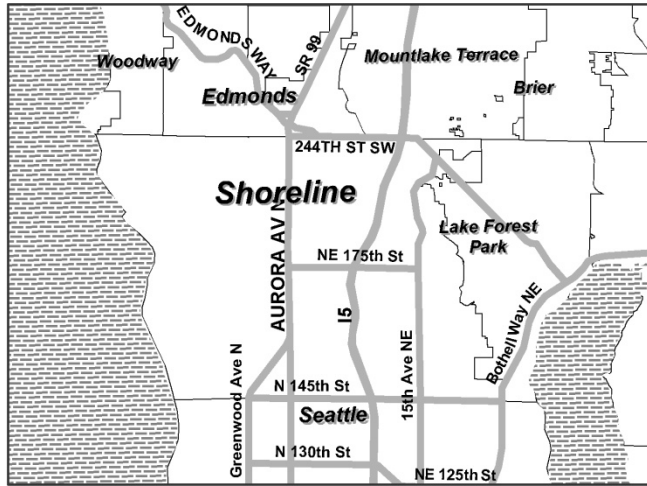 EDMONDS WAY
SR 99
Woodway
Mountlake Terrace
Edmonds
Brier
244TH ST SW
Shoreline
Lake Forest
Park
AURORA AV N
NE 175th St
I5
15th Ave NE
Bothell Way NE
Greenwood Ave N
N 145th St
Seattle
N 130th St
NE 125th St